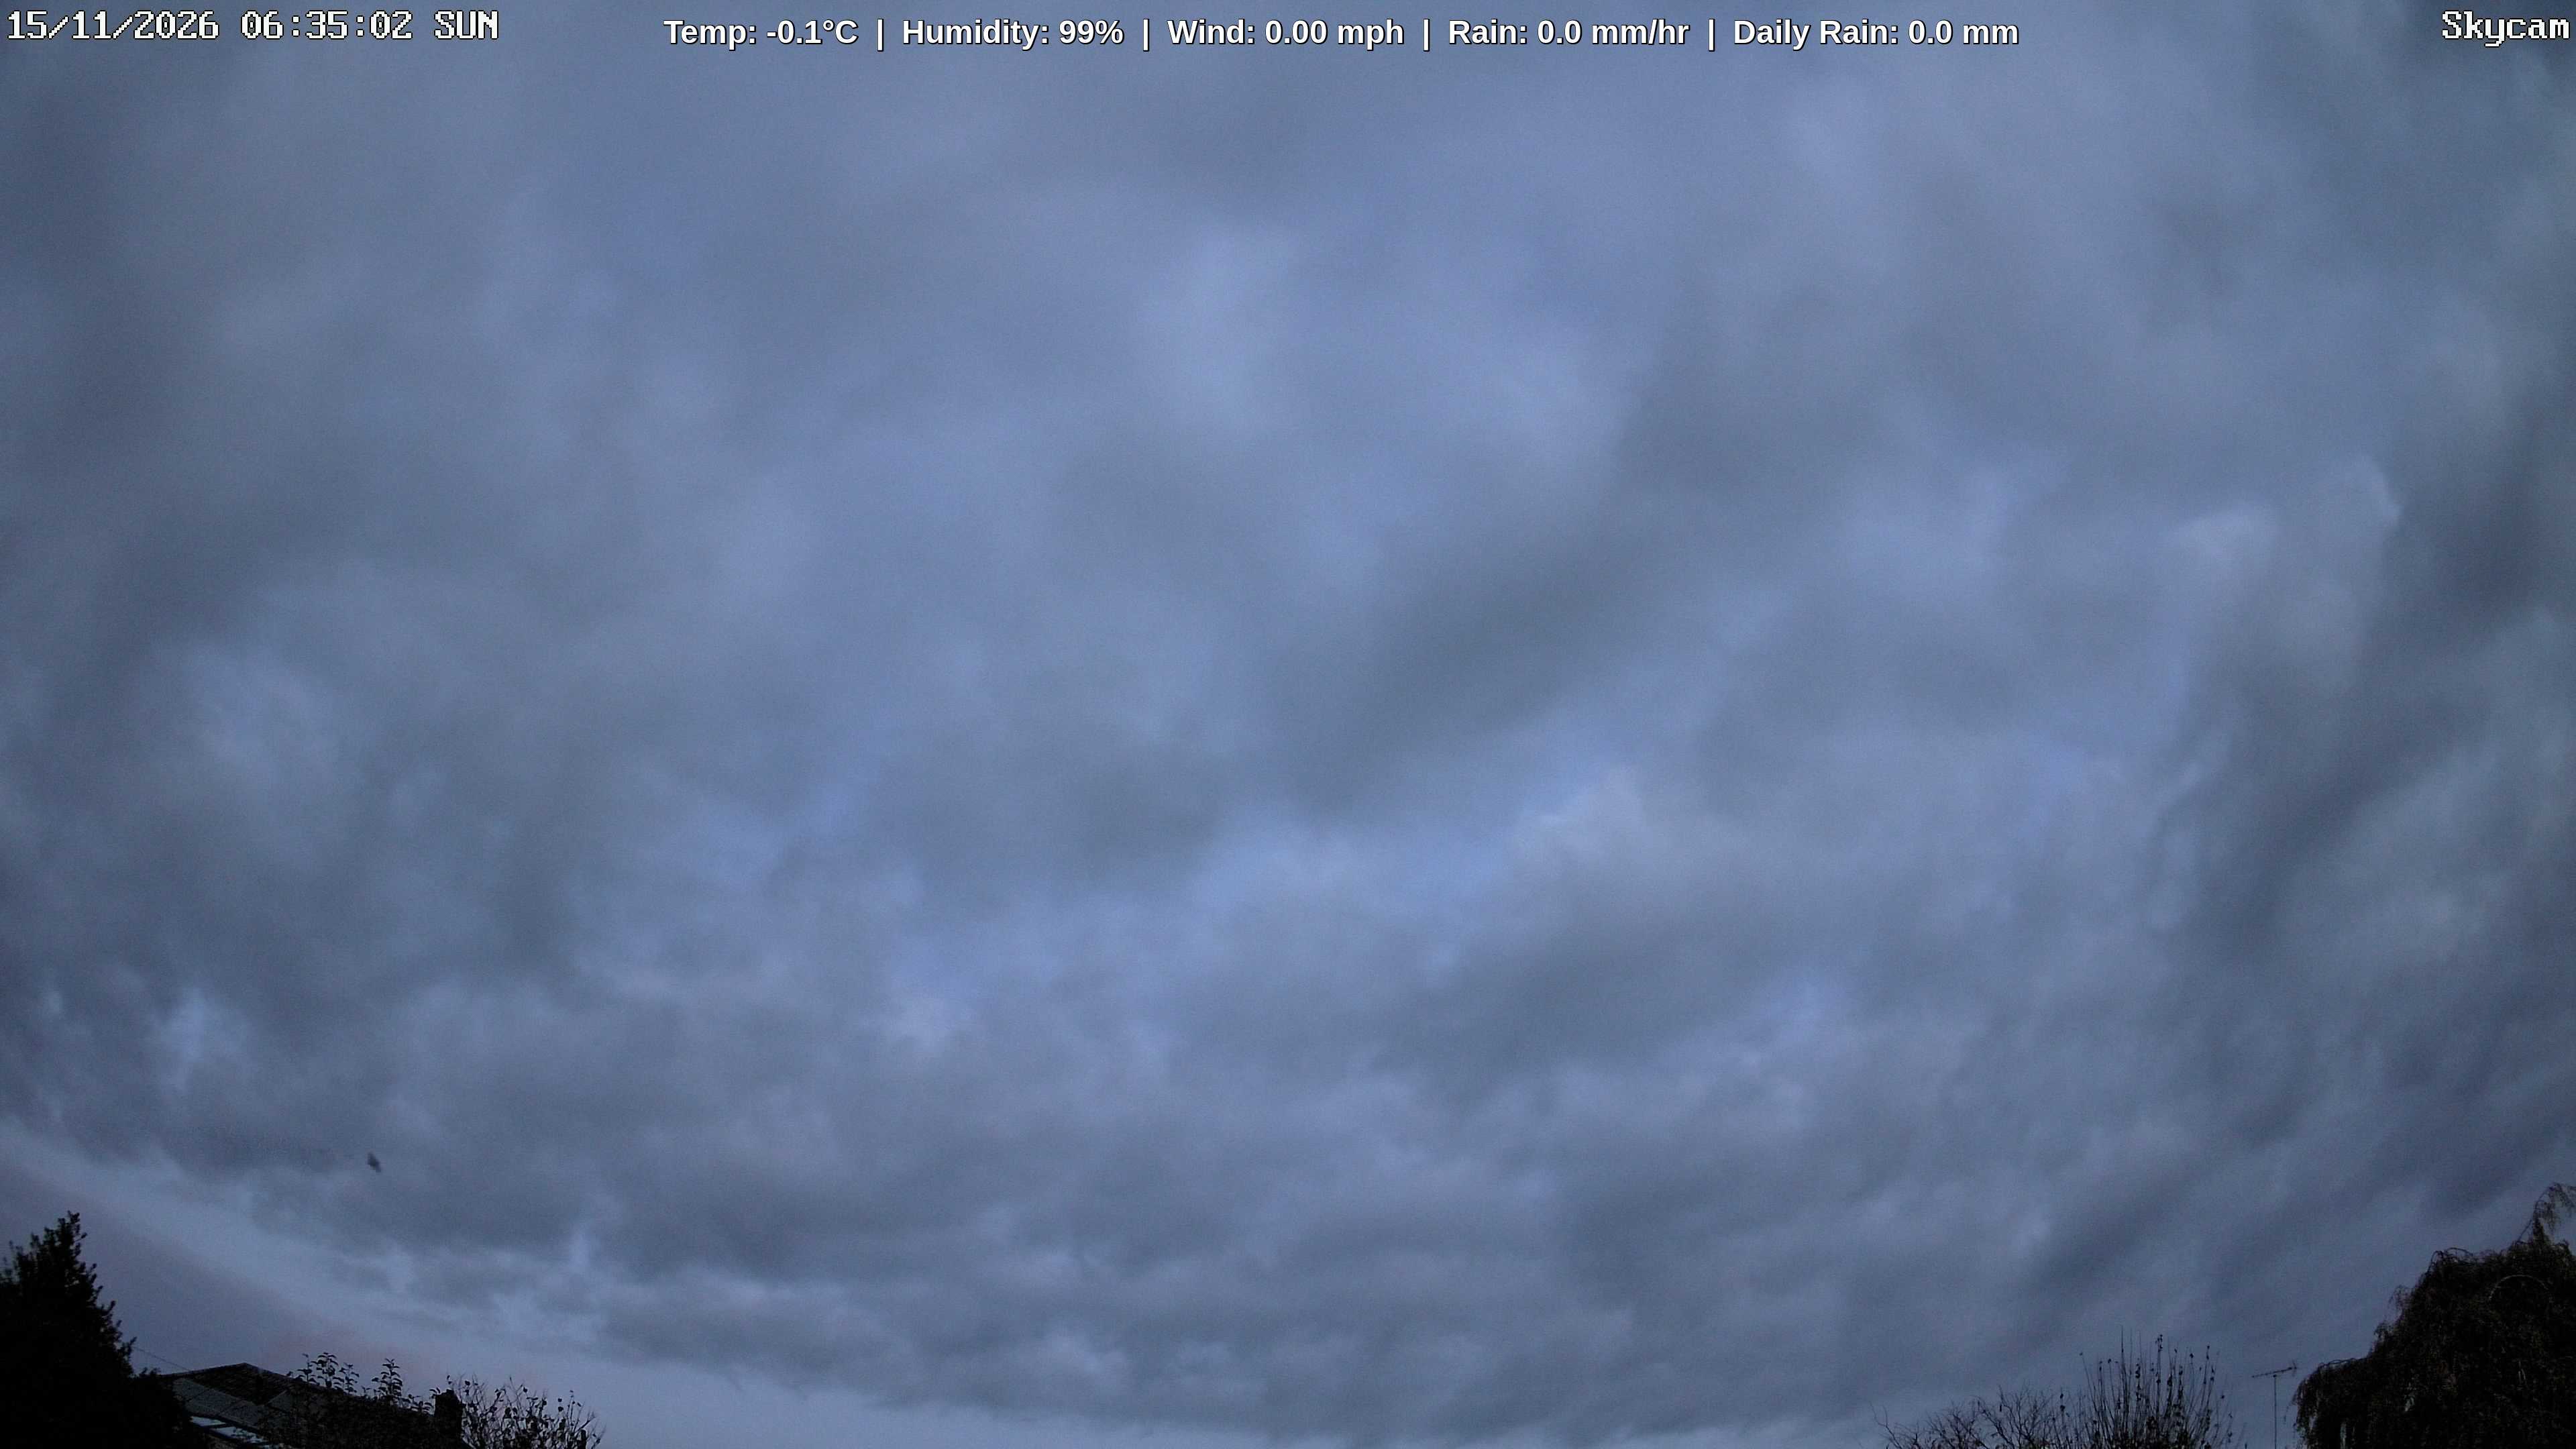 15/11/2026 06:35:02 SUN
Temp: -0.1°C | Humidity: 99% | Wind: 0.00 mph | Rain: 0.0 mm/hr | Daily Rain: 0.0 mm
Skycam